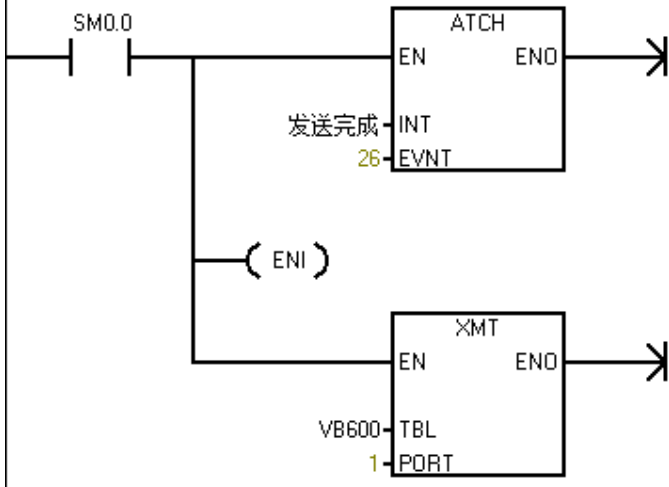 SM0.0
ATCH
EN ENO
发送完成 INT
26 EVNT
ENI
XMT
EN ENO
VB600 TBL
1 PORT